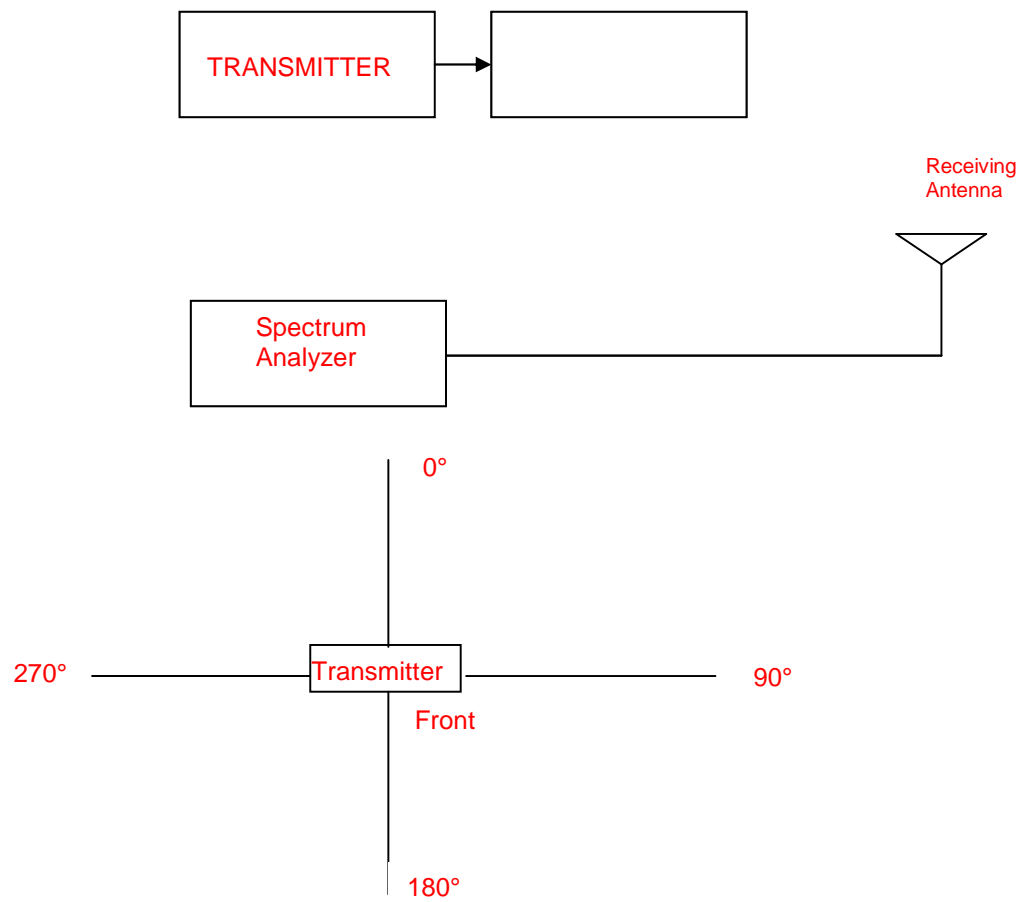 TRANSMITTER
Receiving
Antenna
Spectrum
Analyzer
0°
270°
Transmitter
90°
Front
180°